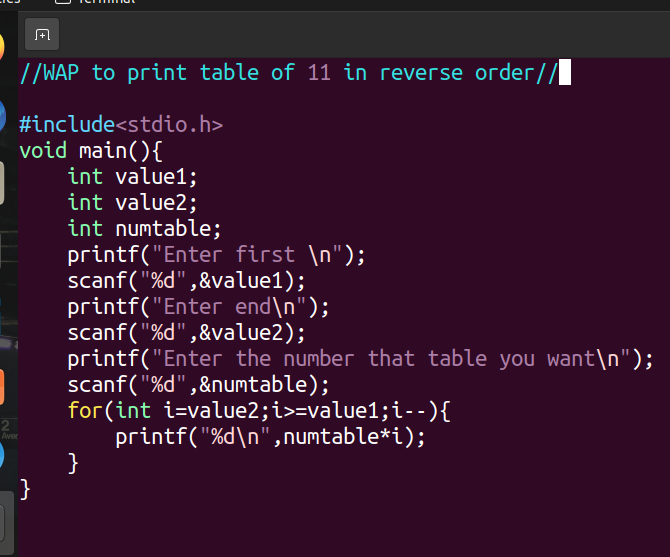 Terminal
//WAP to print table of 11 in reverse order//
#include<stdio.h>
void main(){
    int value1;
    int value2;
    int numtable;
    printf("Enter first \n");
    scanf("%d",&value1);
    printf("Enter end\n");
    scanf("%d",&value2);
    printf("Enter the number that table you want\n");
    scanf("%d",&numtable);
    for(int i=value2;i>=value1;i--){
        printf("%d\n",numtable*i);
    }
}